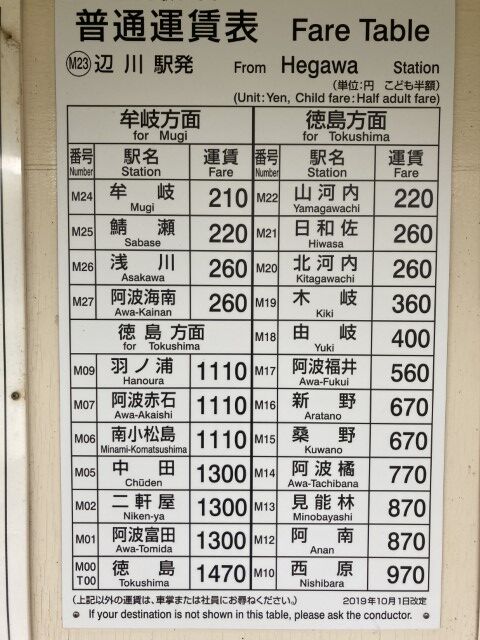 普通運賃表 Fare Table
M23 辺川駅発 From Hegawa Station
(単位:円 こども半額)
(Unit:Yen, Child fare:Half adult fare)
牟岐方面
for Mugi
番号 駅名 運賃
Number Station Fare
M24 牟岐 210
Mugi
M25 鯖瀬 220
Sabase
M26 浅川 260
Asakawa
M27 阿波海南 260
Awa-Kainan
徳島方面
for Tokushima
M09 羽ノ浦 1110
Hanoura
M07 阿波赤石 1110
Awa-Akaishi
M06 南小松島 1110
Minami-Komatsushima
M05 中田 1300
Chūden
M02 二軒屋 1300
Niken-ya
M01 阿波富田 1300
Awa-Tomida
M00 T00 徳島 1470
Tokushima
徳島方面
for Tokushima
番号 駅名 運賃
Number Station Fare
M22 山河内 220
Yamagawachi
M21 日和佐 260
Hiwasa
M20 北河内 260
Kitagawachi
M19 木岐 360
Kiki
M18 由岐 400
Yuki
M17 阿波福井 560
Awa-Fukui
M16 新野 670
Aratano
M15 桑野 670
Kuwano
M14 阿波橘 770
Awa-Tachibana
M13 見能林 870
Minobayashi
M12 阿南 870
Anan
M10 西原 970
Nishibara
(上記以外の運賃は、車掌または社員にお尋ねください。) 2019年10月1日改定
If your destination is not shown in this table, please ask the conductor.